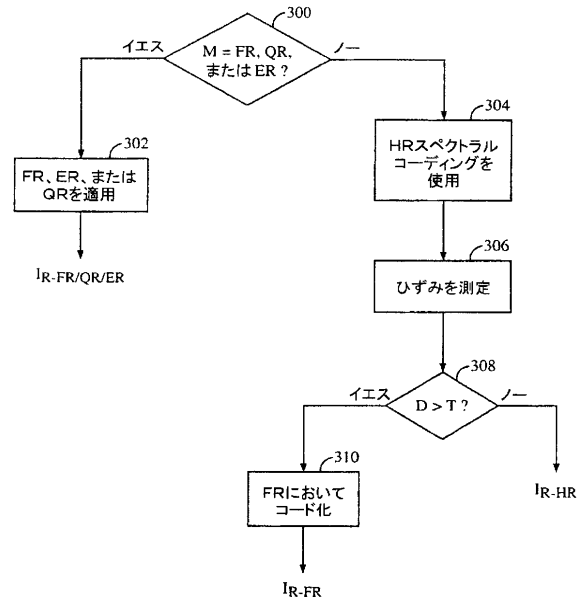 300
イエス
M = FR, QR,
または ER ?
ノー
302
FR、ER、または
QRを適用
IR-FR/QR/ER
304
HRスペクトラル
コーディングを
使用
306
ひずみを測定
308
イエス
D > T ?
ノー
310
FRにおいて
コード化
IR-HR
IR-FR